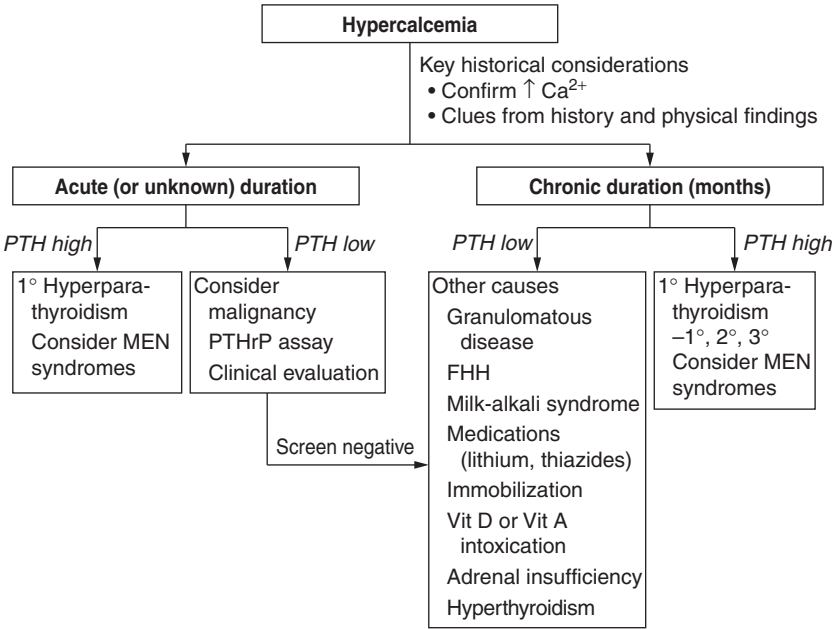 Hypercalcemia
Key historical considerations
• Confirm ↑ Ca²⁺
• Clues from history and physical findings
Acute (or unknown) duration
Chronic duration (months)
PTH high
PTH low
PTH low
PTH high
1° Hyperpara-
thyroidism
Consider MEN
syndromes
Consider
malignancy
PTHrP assay
Clinical evaluation
Screen negative
Other causes
Granulomatous
disease
FHH
Milk-alkali syndrome
Medications
(lithium, thiazides)
Immobilization
Vit D or Vit A
intoxication
Adrenal insufficiency
Hyperthyroidism
1° Hyperpara-
thyroidism
–1°, 2°, 3°
Consider MEN
syndromes